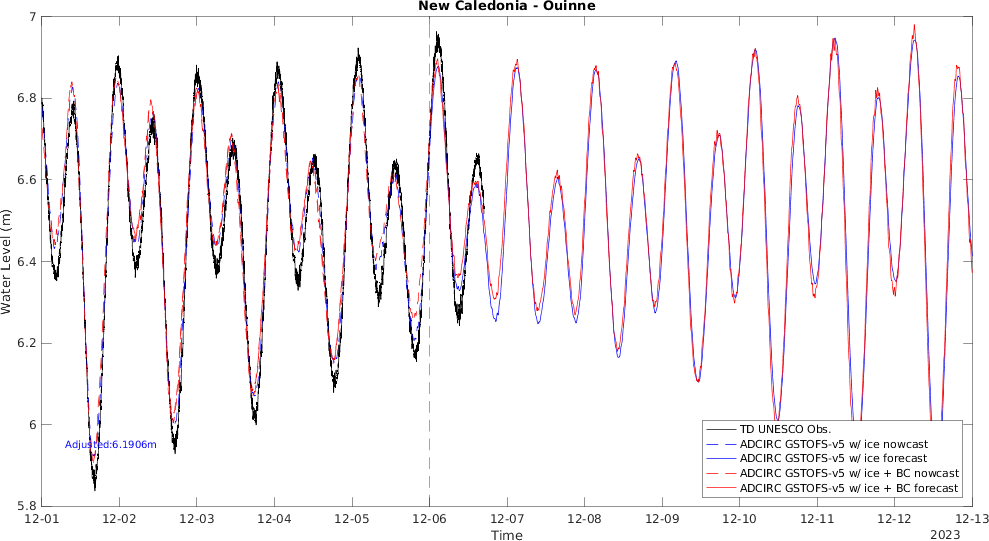 New Caledonia - Ouinne
Water Level (m)
7
6.8
6.6
6.4
6.2
6
5.8
Adjusted:6.1906m
TD UNESCO Obs.
ADCIRC GSTOFS-v5 w/ ice nowcast
ADCIRC GSTOFS-v5 w/ ice forecast
ADCIRC GSTOFS-v5 w/ ice + BC nowcast
ADCIRC GSTOFS-v5 w/ ice + BC forecast
12-01 12-02 12-03 12-04 12-05 12-06 12-07 12-08 12-09 12-10 12-11 12-12 12-13
Time
2023